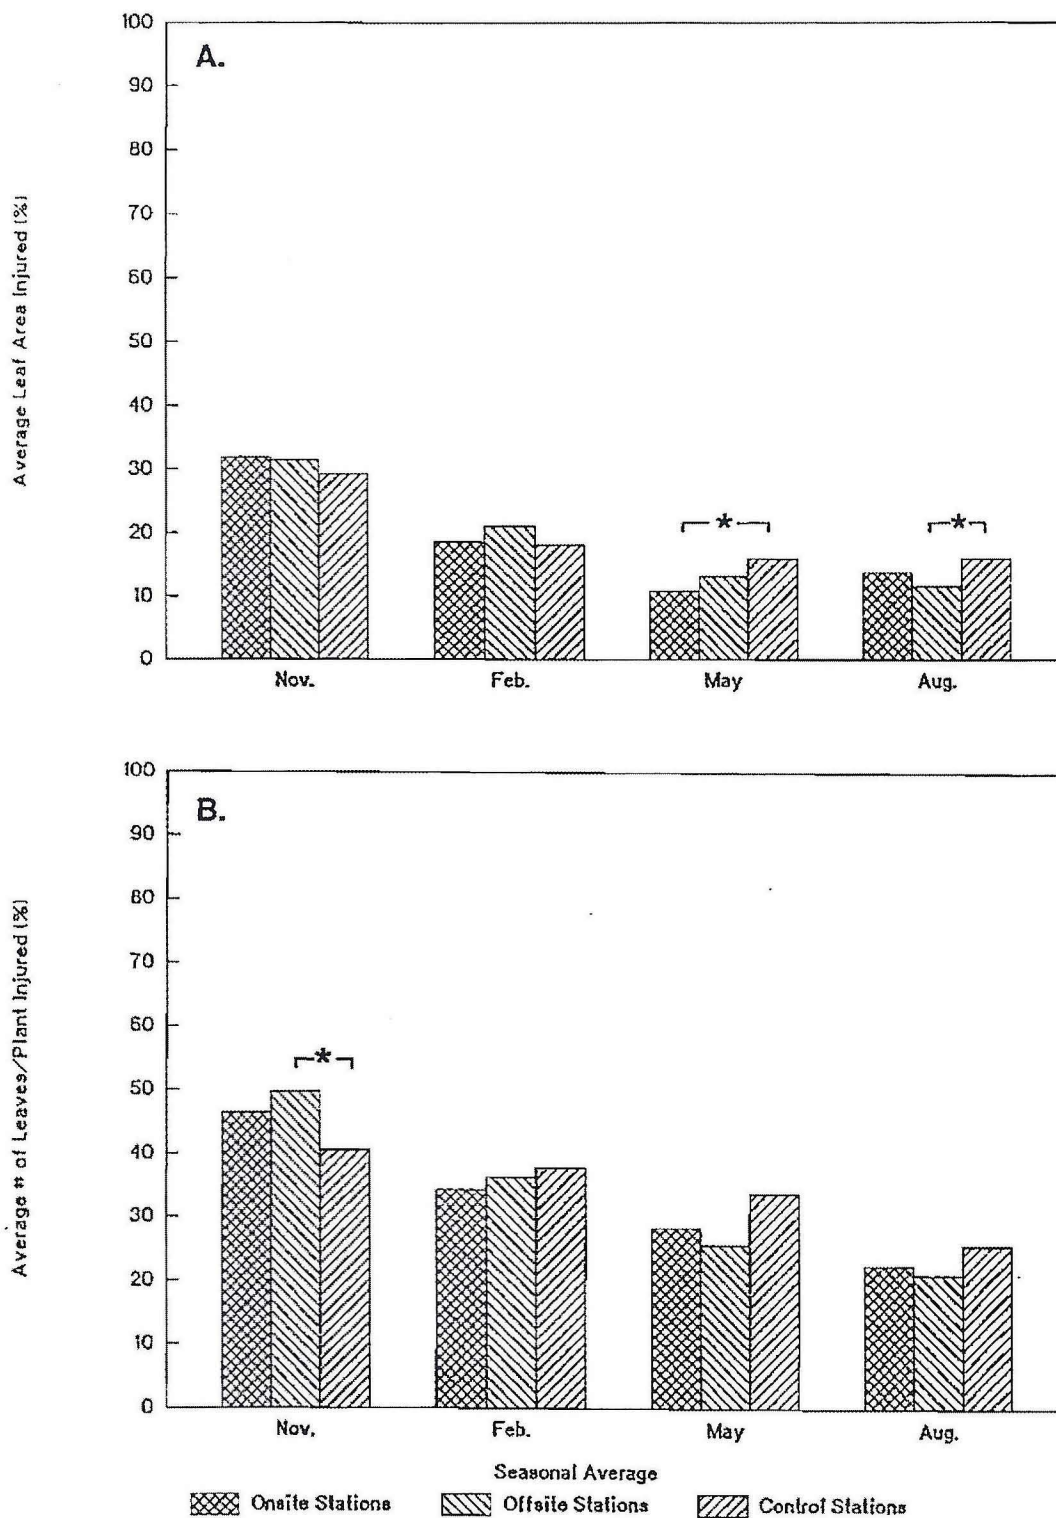 A.
Average Leaf Area Injured (%)
100
90
80
70
60
50
40
30
20
10
0
*
*
Nov.
Feb.
May
Aug.
B.
Average # of Leaves/Plant Injured (%)
100
90
80
70
60
50
40
30
20
10
0
*
Nov.
Feb.
May
Aug.
Seasonal Average
Onsite Stations
Offsite Stations
Control Stations